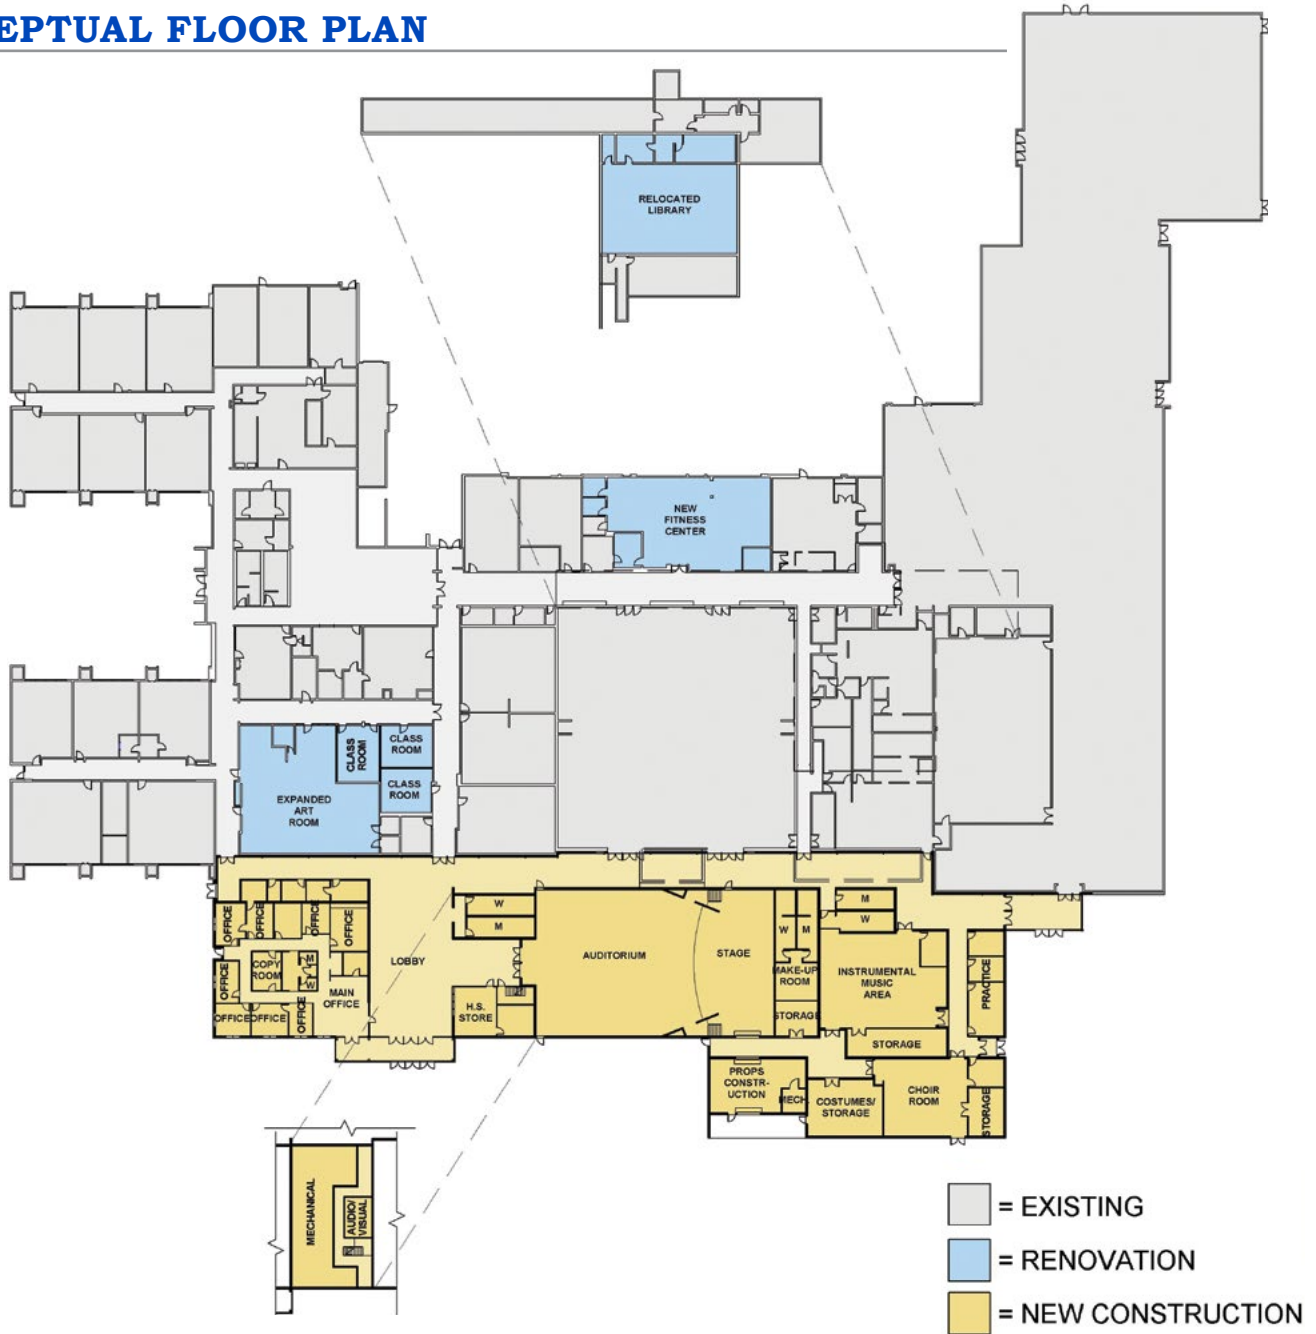 EPTUAL FLOOR PLAN
RELOCATED
LIBRARY
NEW
FITNESS
CENTER
CLASS
ROOM
CLASS
ROOM
CLASS
ROOM
EXPANDED
ART
ROOM
OFFICE
OFFICE
OFFICE
OFFICE
W
M
LOBBY
AUDITORIUM
STAGE
W
M
M
W
COPY
ROOM
M
W
OFFICE
MAIN
OFFICE
OFFICE
OFFICE
OFFICE
H.S.
STORE
MAKE-UP
ROOM
STORAGE
INSTRUMENTAL
MUSIC
AREA
PRACTICE
STORAGE
PROPS
CONSTR-
UCTION
MECH.
COSTUMES/
STORAGE
CHOIR
ROOM
STORAGE
MECHANICAL
AUDIO/
VISUAL
= EXISTING
= RENOVATION
= NEW CONSTRUCTION